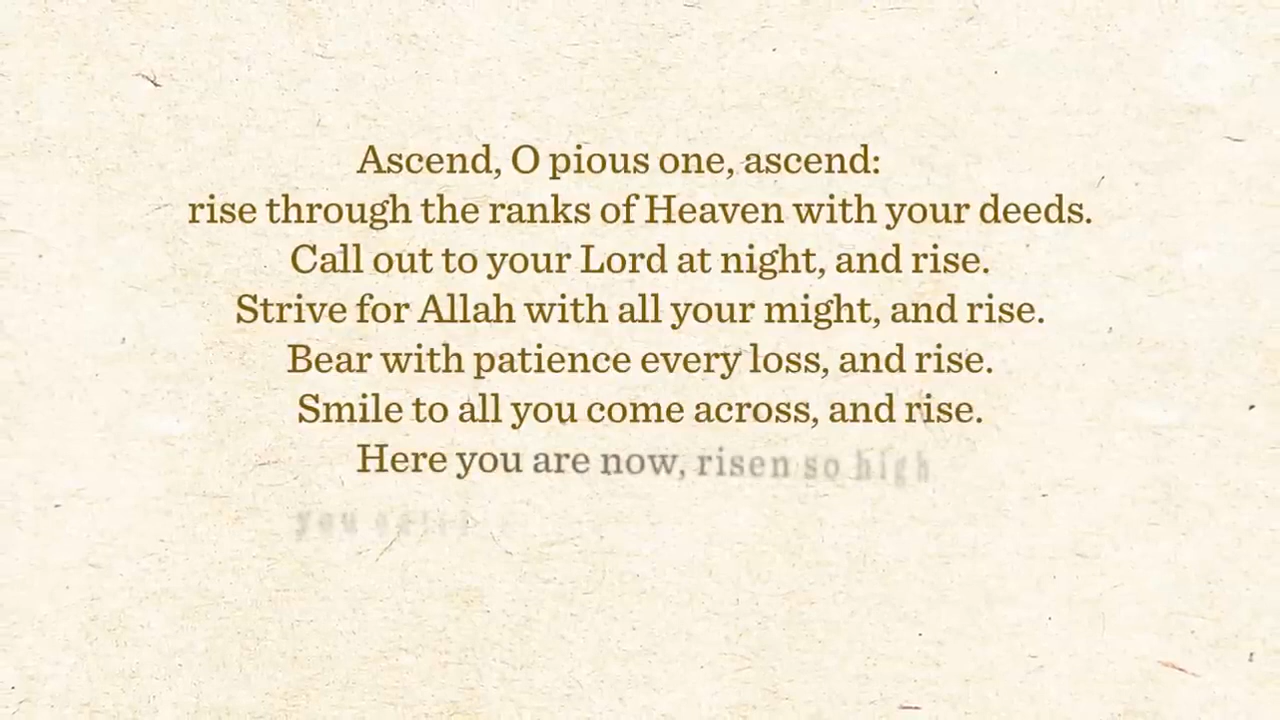 Ascend, O pious one, ascend:
rise through the ranks of Heaven with your deeds.
Call out to your Lord at night, and rise.
Strive for Allah with all your might, and rise.
Bear with patience every loss, and rise.
Smile to all you come across, and rise.
Here you are now, risen so high
you